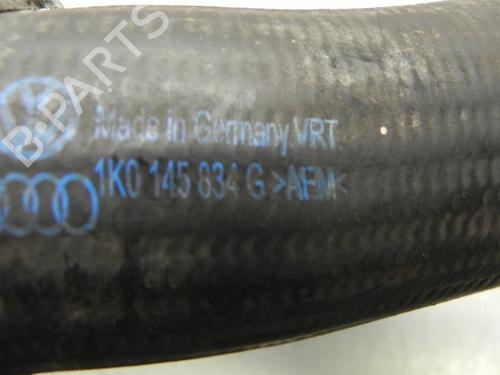 B-PARTS
Made in Germany VRT
1K0 145 834 G >AEM<